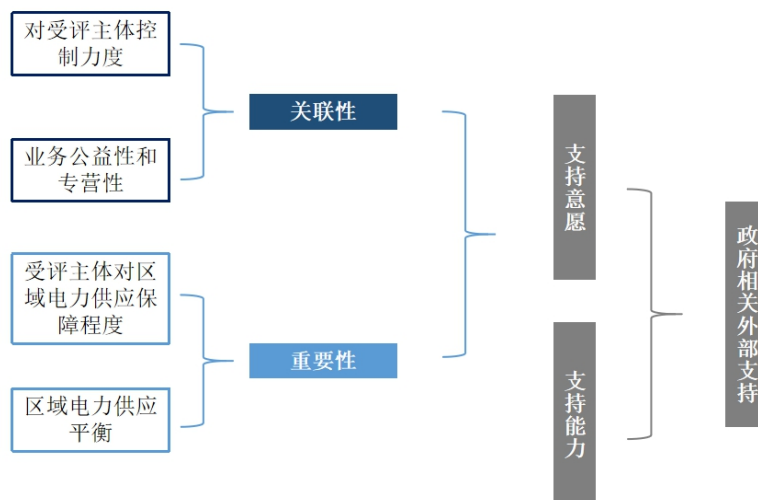 对受评主体控
制力度
业务公益性和
专营性
受评主体对区
域电力供应保
障程度
区域电力供应
平衡
关联性
重要性
支持意愿
支持能力
政府相关外部支持